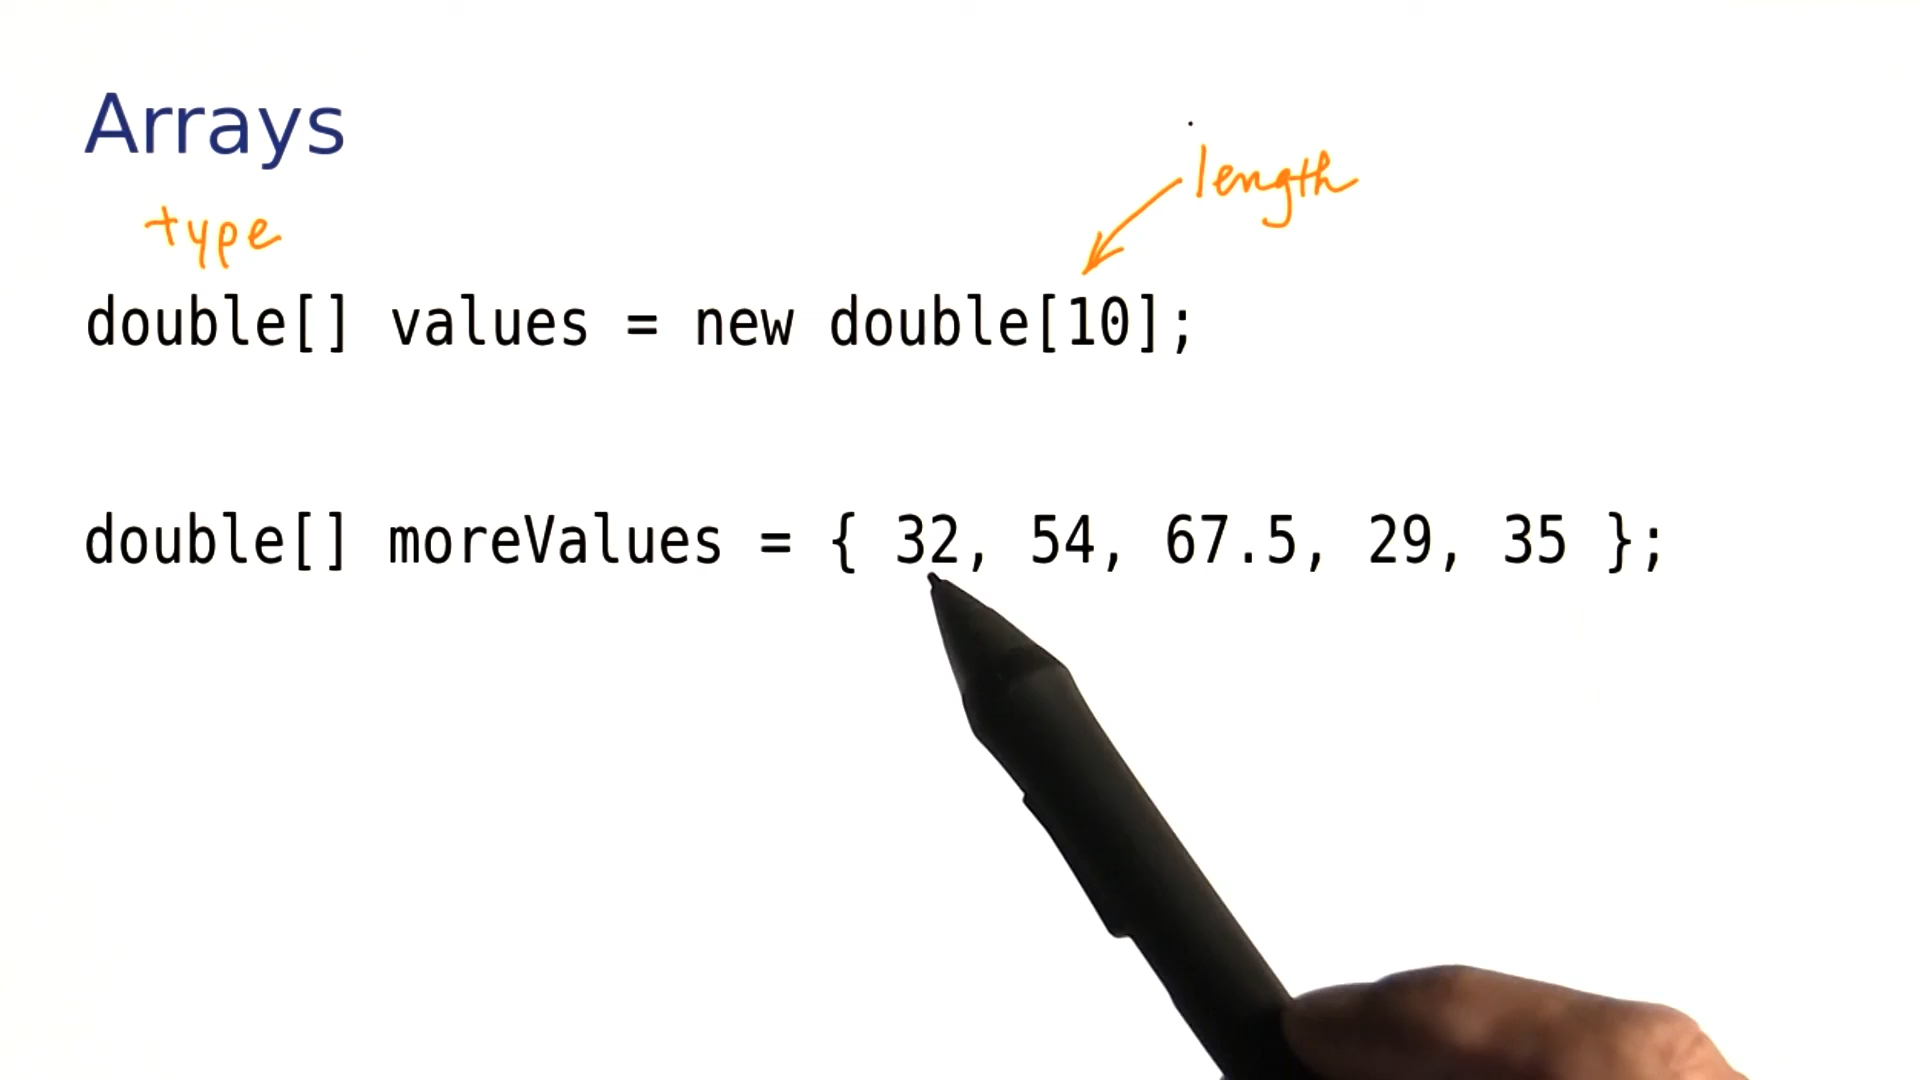 Arrays
length
type
double[] values = new double[10];
double[] moreValues = { 32, 54, 67.5, 29, 35 };